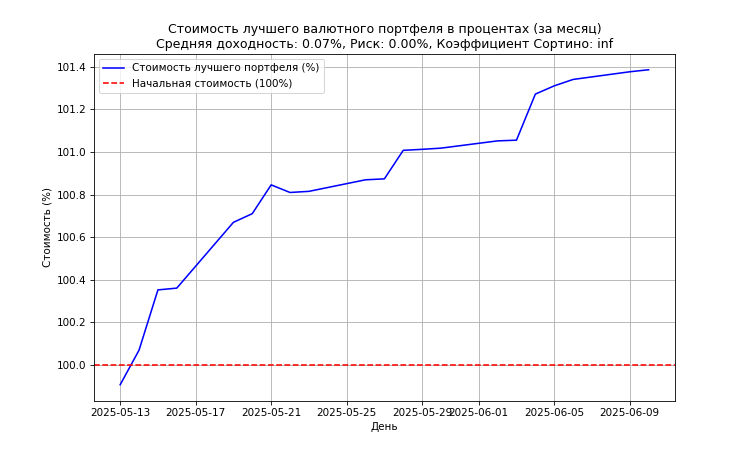 Стоимость лучшего валютного портфеля в процентах (за месяц)
Средняя доходность: 0.07%, Риск: 0.00%, Коэффициент Сортино: inf
Стоимость лучшего портфеля (%)
Начальная стоимость (100%)
Стоимость (%)
101.4
101.2
101.0
100.8
100.6
100.4
100.2
100.0
2025-05-13 2025-05-17 2025-05-21 2025-05-25 2025-05-29 2025-06-01 2025-06-05 2025-06-09
День